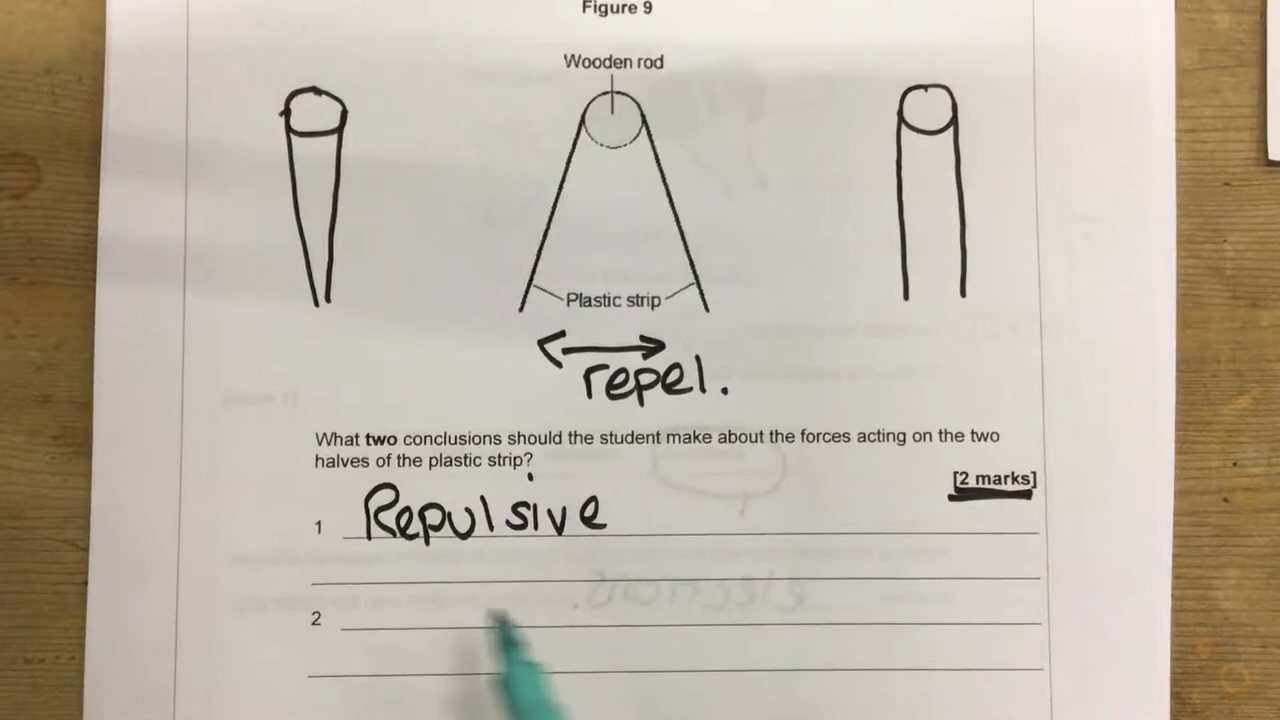 Figure 9
Wooden rod
Plastic strip
repel.
What two conclusions should the student make about the forces acting on the two
halves of the plastic strip?
[2 marks]
1 Repulsive
2